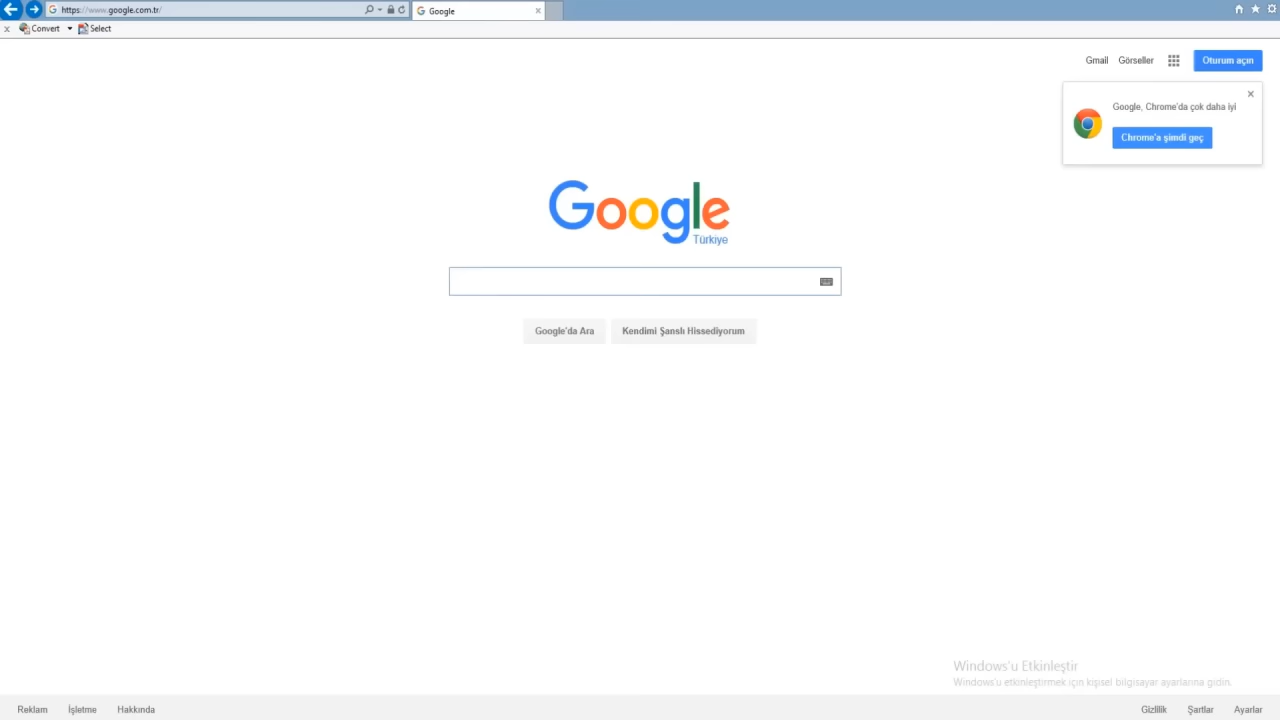 https://www.google.com.tr/
Google
Convert
Select
Gmail
Görseller
Oturum açın
Google, Chrome'da çok daha iyi
Chrome'a şimdi geç
Google
Türkiye
Google'da Ara
Kendimi Şanslı Hissediyorum
Windows'u Etkinleştir
Windows'u etkinleştirmek için kişisel bilgisayar ayarlarına gidin.
Reklam
İşletme
Hakkında
Gizlilik
Şartlar
Ayarlar